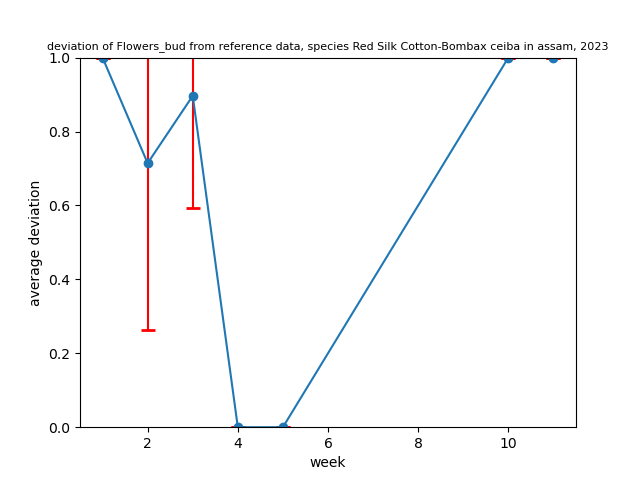 deviation of Flowers_bud from reference data, species Red Silk Cotton-Bombax ceiba in assam, 2023
1.0
0.8
0.6
0.4
0.2
0.0
average deviation
2 4 6 8 10
week